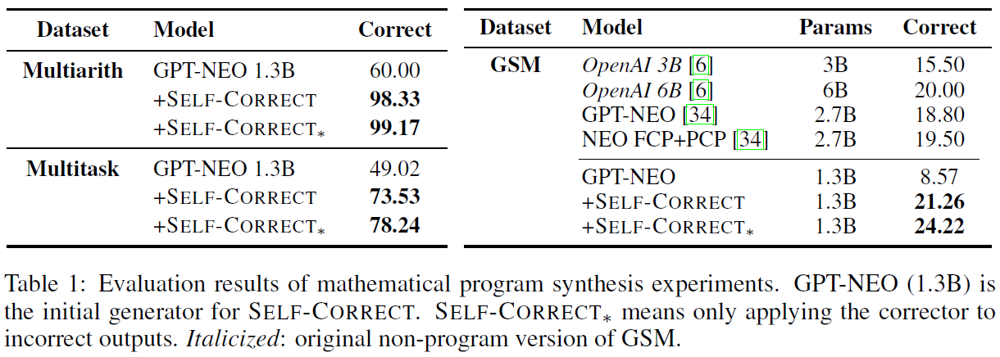 Dataset Model Correct
Multiarith GPT-NEO 1.3B 60.00
+SELF-CORRECT 98.33
+SELF-CORRECT* 99.17
Multitask GPT-NEO 1.3B 49.02
+SELF-CORRECT 73.53
+SELF-CORRECT* 78.24
Dataset Model Params Correct
GSM OpenAI 3B [6] 3B 15.50
OpenAI 6B [6] 6B 20.00
GPT-NEO [34] 2.7B 18.80
NEO FCP+PCP [34] 2.7B 19.50
GPT-NEO 1.3B 8.57
+SELF-CORRECT 1.3B 21.26
+SELF-CORRECT* 1.3B 24.22
Table 1: Evaluation results of mathematical program synthesis experiments. GPT-NEO (1.3B) is
the initial generator for SELF-CORRECT. SELF-CORRECT* means only applying the corrector to
incorrect outputs. Italicized: original non-program version of GSM.